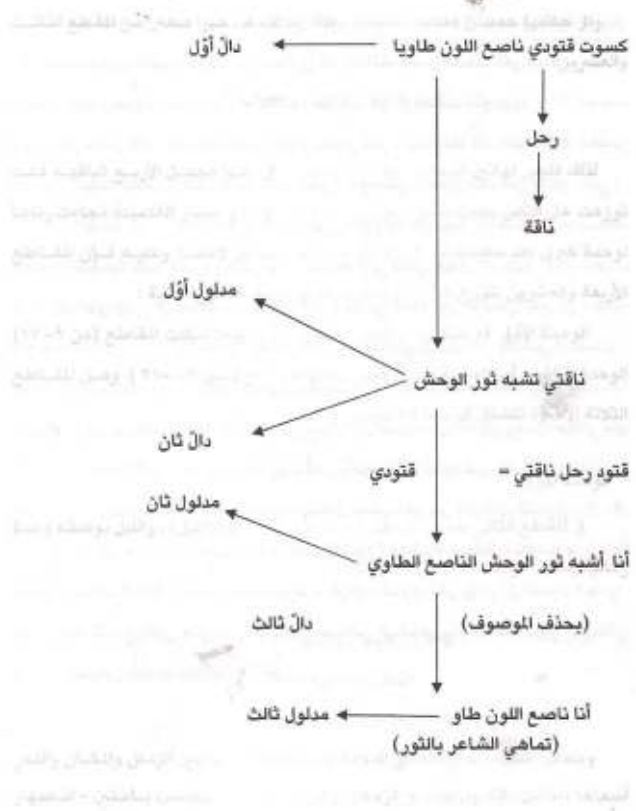 كسوت قتودي ناصع اللون طاويا
دالّ أوّل
رحل
ناقة
مدلول أوّل
ناقتي تشبه ثور الوحش
دالّ ثان
قتود رحل ناقتي = قتودي
مدلول ثان
أنا أشبه ثور الوحش الناصع الطاوي
(بحذف الموصوف)
دالّ ثالث
أنا ناصع اللون طاو
مدلول ثالث
(تماهي الشاعر بالثور)